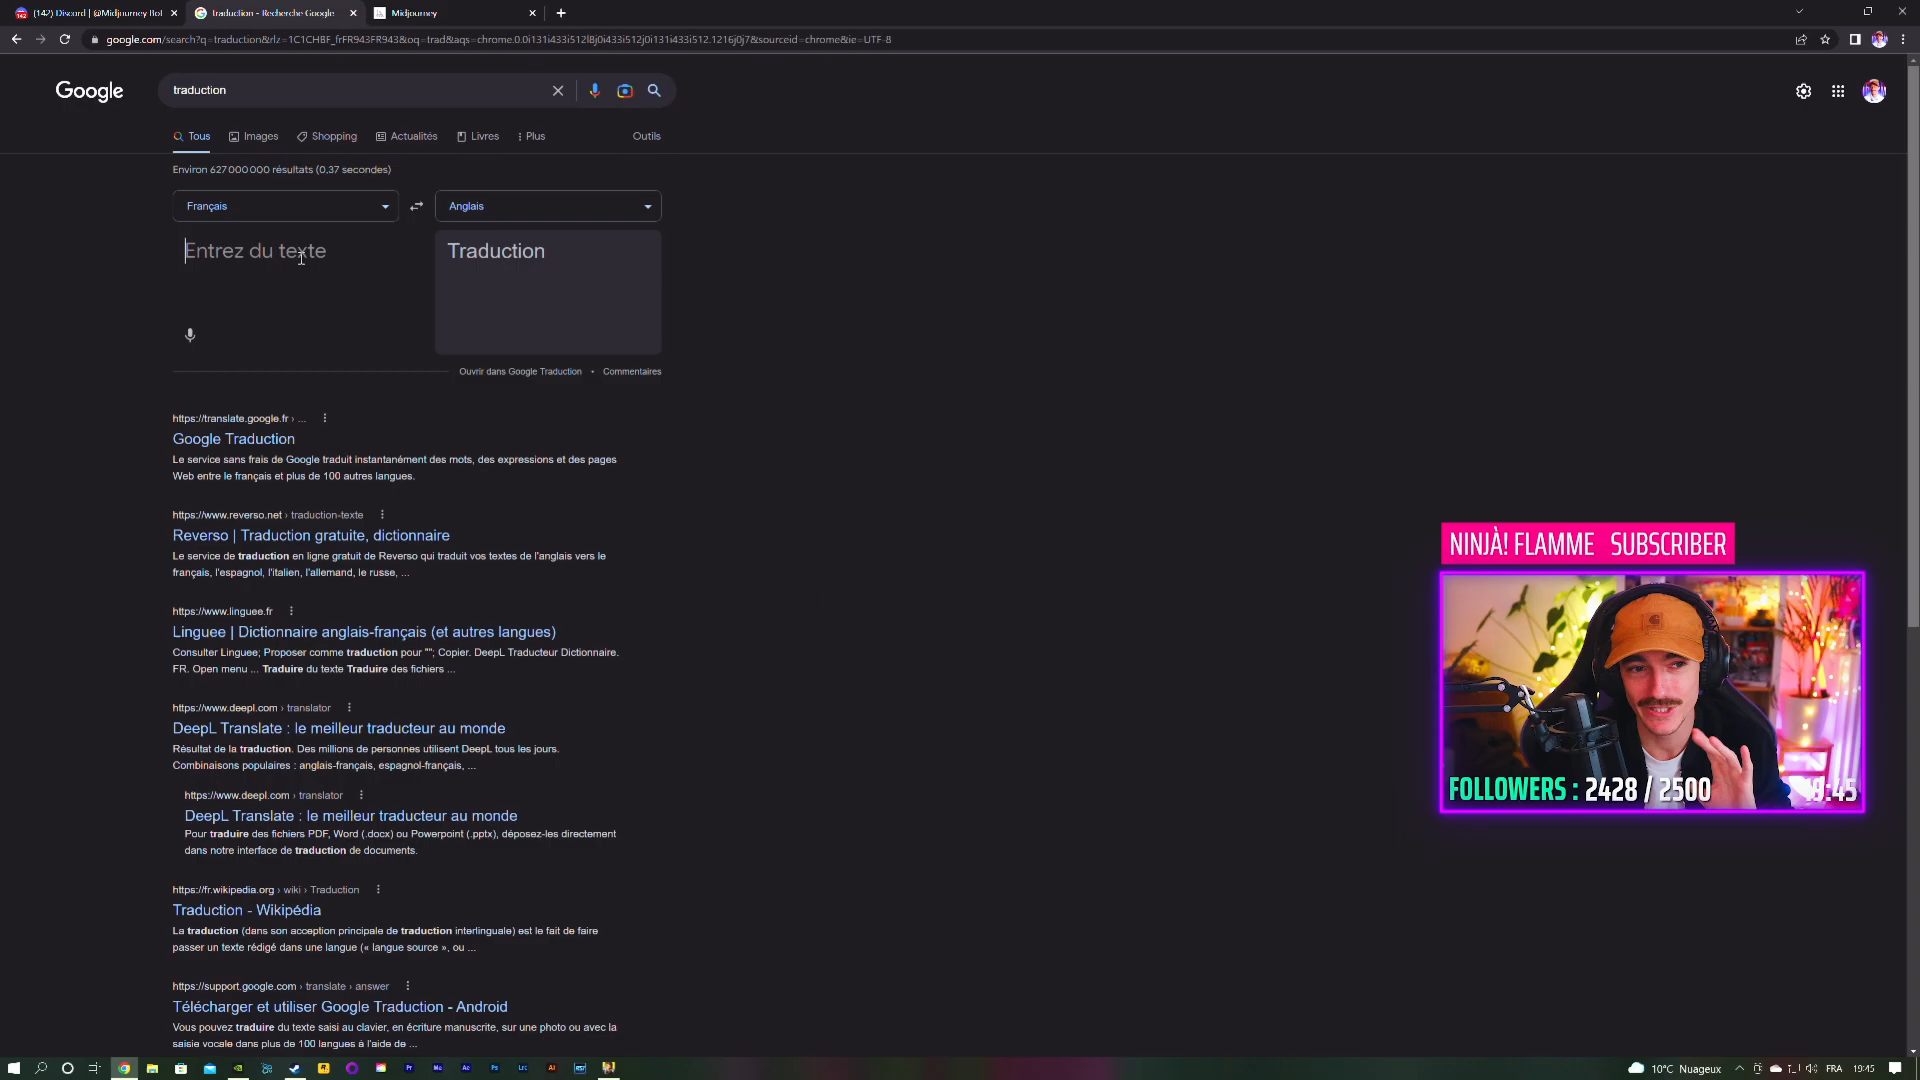 (142) Discord | @Midjourney Bot
traduction - Recherche Google
Midjourney
google.com/search?q=traduction&rlz=1C1CHBF_frFR943FR943&oq=trad&aqs=chrome.0.0i131i433i512l8j0i433i512j0i131i433i512.1216j0j7&sourceid=chrome&ie=UTF-8
Google
traduction
Tous Images Shopping Actualités Livres Plus Outils
Environ 627 000 000 résultats (0,37 secondes)
Français Anglais
Entrez du texte Traduction
Ouvrir dans Google Traduction • Commentaires
https://translate.google.fr › ...
Google Traduction
Le service sans frais de Google traduit instantanément des mots, des expressions et des pages
Web entre le français et plus de 100 autres langues.
https://www.reverso.net › traduction-texte
Reverso | Traduction gratuite, dictionnaire
Le service de traduction en ligne gratuit de Reverso qui traduit vos textes de l'anglais vers le
français, l'espagnol, l'italien, l'allemand, le russe, ...
https://www.linguee.fr
Linguee | Dictionnaire anglais-français (et autres langues)
Consulter Linguee; Proposer comme traduction pour ""; Copier. DeepL Traducteur Dictionnaire.
FR. Open menu ... Traduire du texte Traduire des fichiers ...
https://www.deepl.com › translator
DeepL Translate : le meilleur traducteur au monde
Résultat de la traduction. Des millions de personnes utilisent DeepL tous les jours.
Combinaisons populaires : anglais-français, espagnol-français, ...
https://www.deepl.com › translator
DeepL Translate : le meilleur traducteur au monde
Pour traduire des fichiers PDF, Word (.docx) ou Powerpoint (.pptx), déposez-les directement
dans notre interface de traduction de documents.
https://fr.wikipedia.org › wiki › Traduction
Traduction - Wikipédia
La traduction (dans son acception principale de traduction interlinguale) est le fait de faire
passer un texte rédigé dans une langue (« langue source », ou ...
https://support.google.com › translate › answer
Télécharger et utiliser Google Traduction - Android
Vous pouvez traduire du texte saisi au clavier, en écriture manuscrite, sur une photo ou avec la
saisie vocale dans plus de 100 langues à l'aide de ...
NINJÀ! FLAMME SUBSCRIBER
FOLLOWERS : 2428 / 2500
:45
Pr Me Ae Ps Lrc Ai
10°C Nuageux FRA 19:45